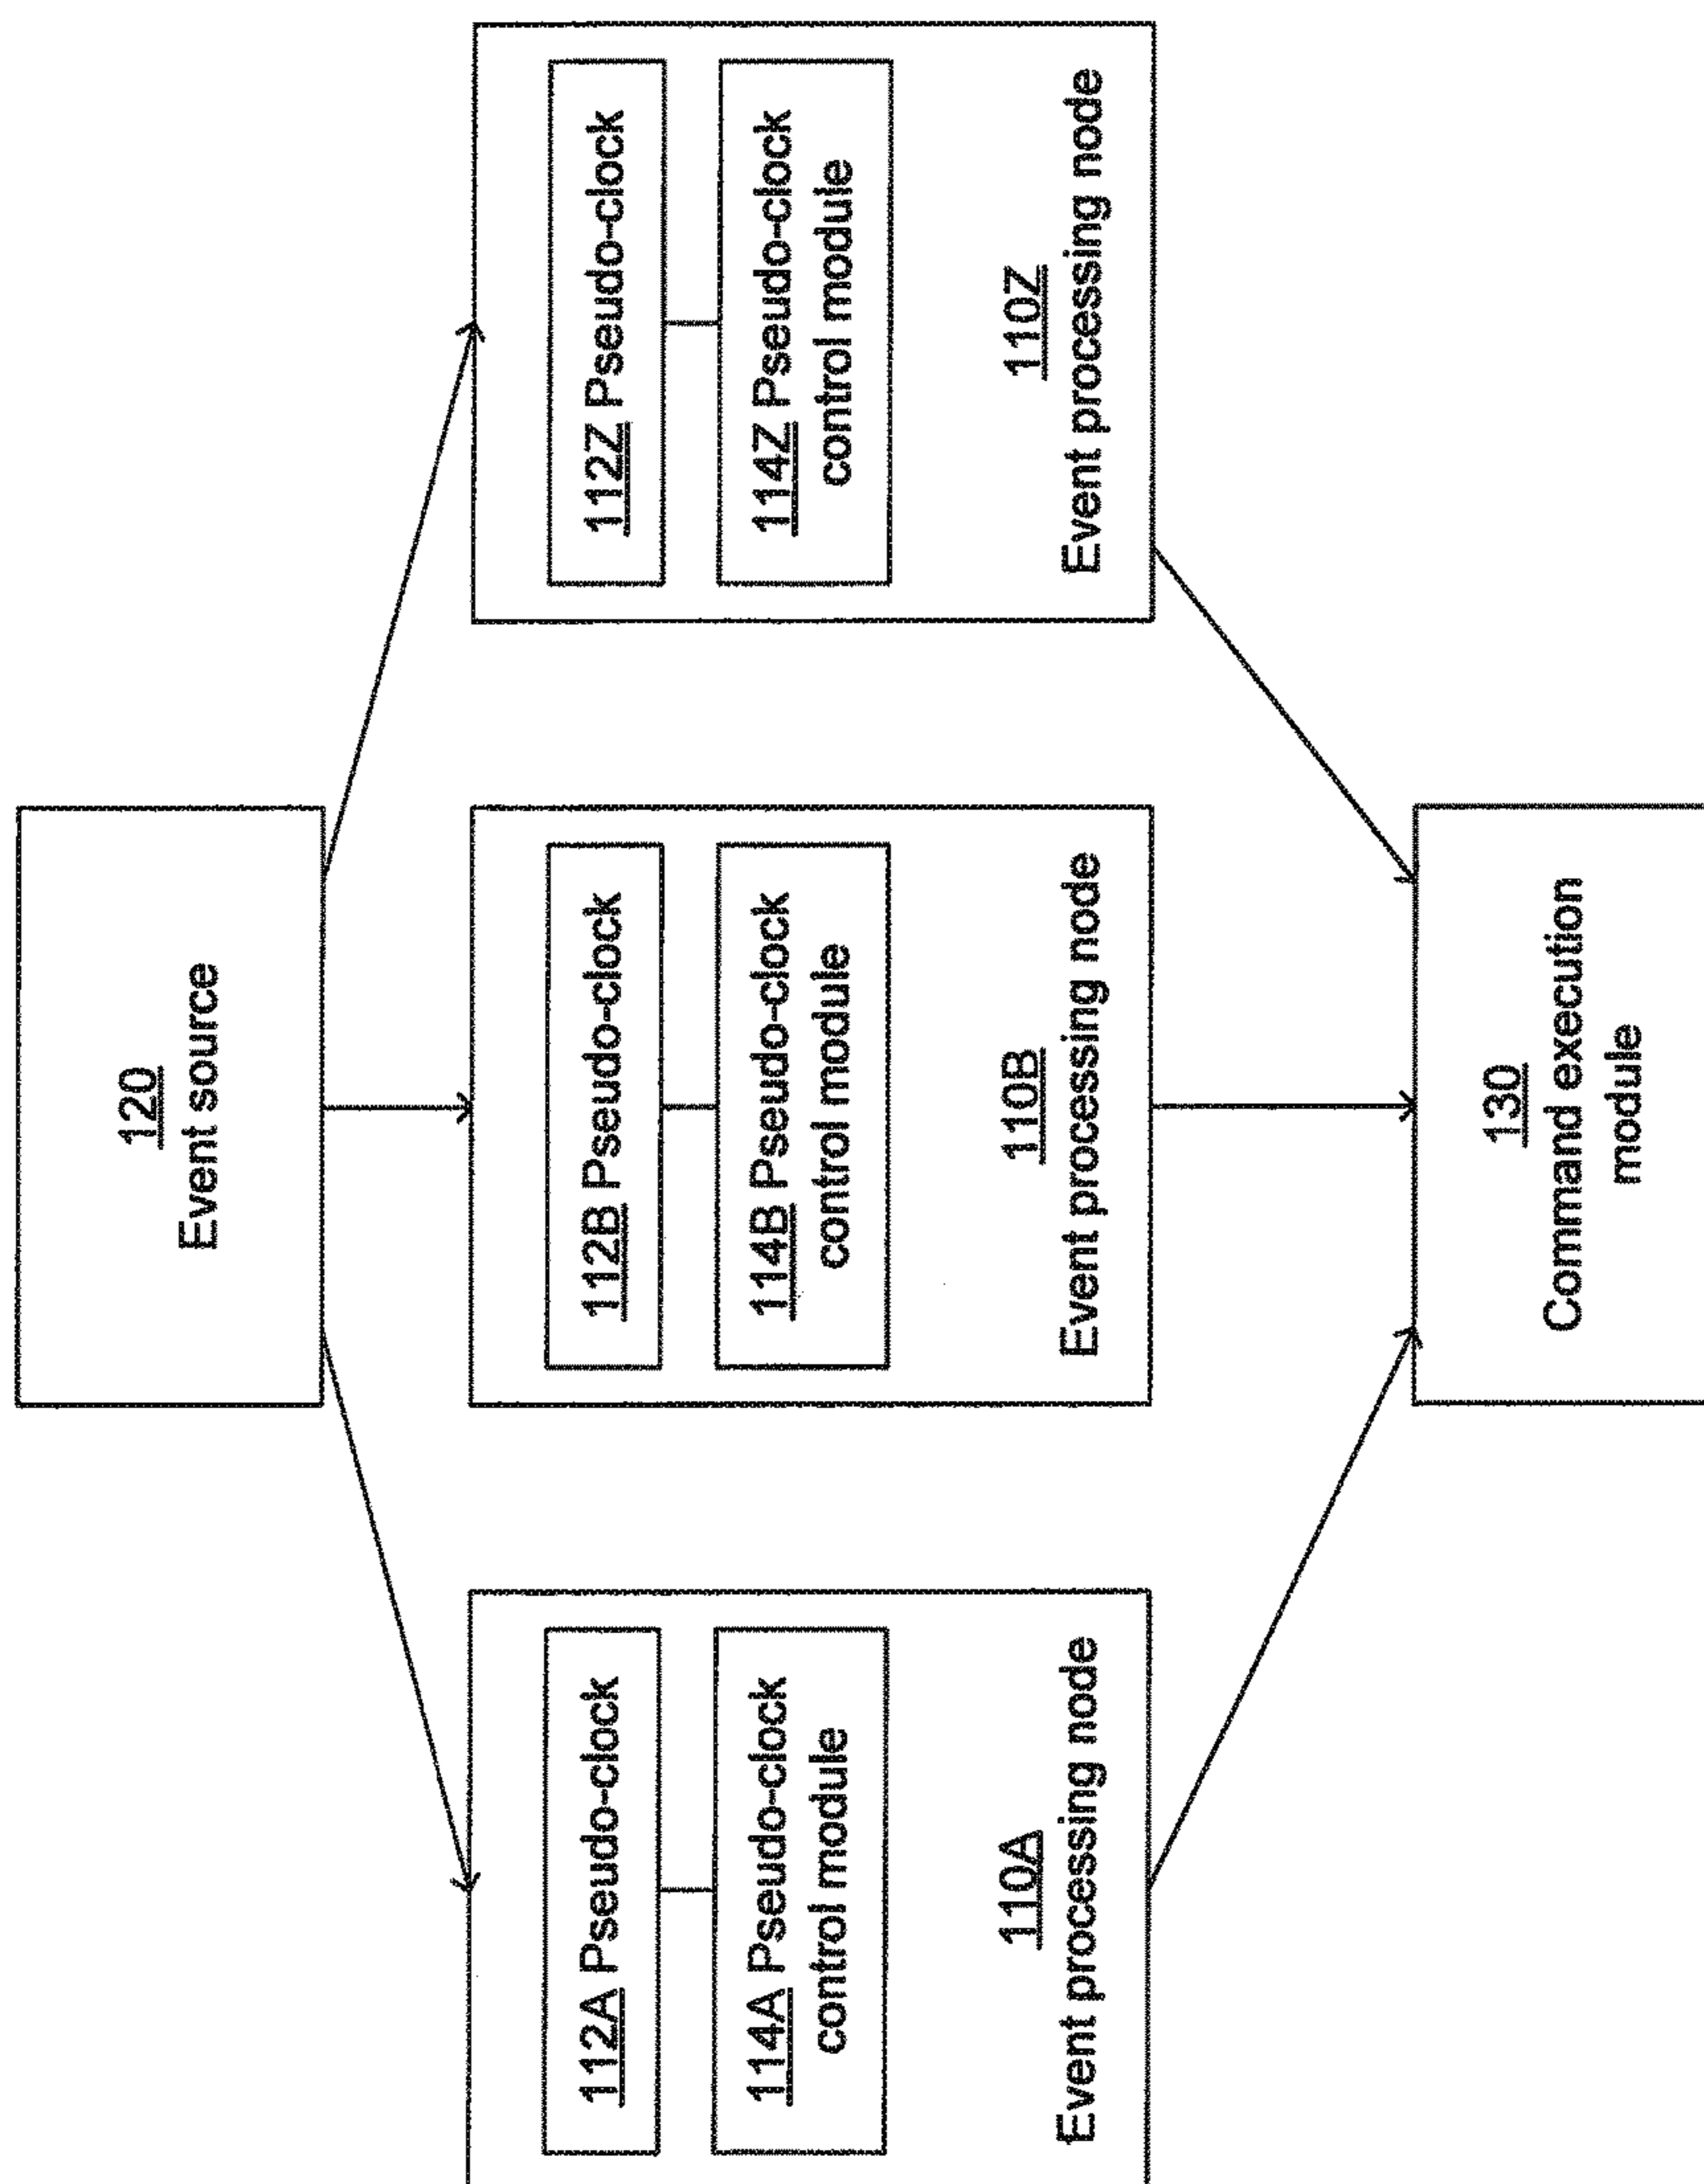 120
Event source
112A Pseudo-clock
114A Pseudo-clock
control module
110A
Event processing node
112B Pseudo-clock
114B Pseudo-clock
control module
110B
Event processing node
112Z Pseudo-clock
114Z Pseudo-clock
control module
110Z
Event processing node
130
Command execution
module